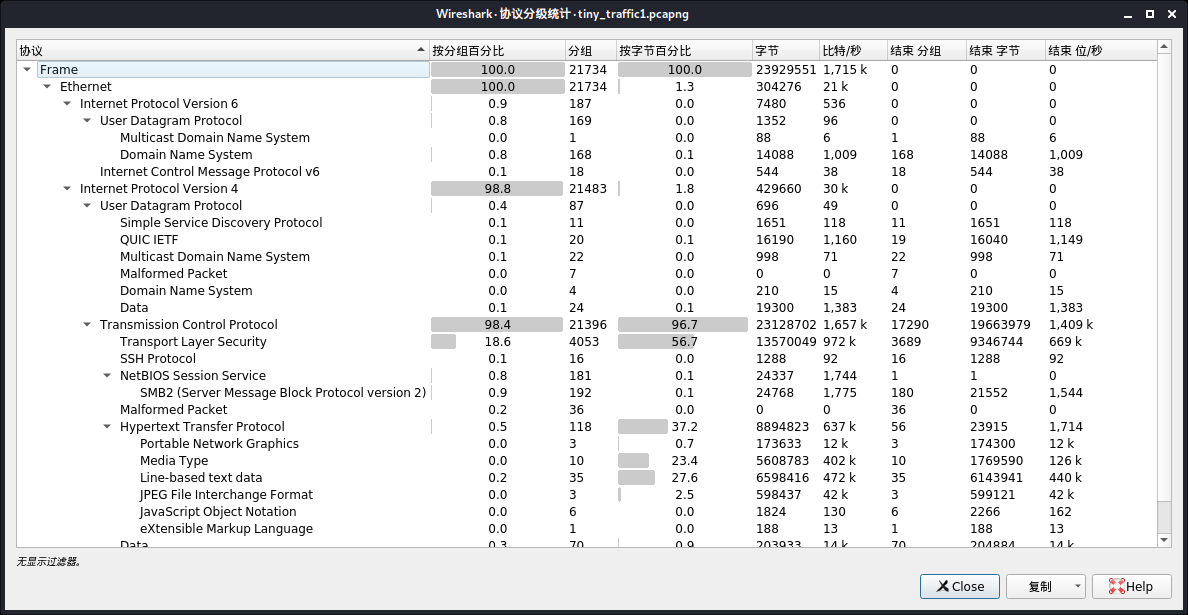 Wireshark · 协议分级统计 · tiny_traffic1.pcapng
协议 按分组百分比 分组 按字节百分比 字节 比特/秒 结束 分组 结束 字节 结束 位/秒
Frame 100.0 21734 100.0 23929551 1,715 k 0 0 0
Ethernet 100.0 21734 1.3 304276 21 k 0 0 0
Internet Protocol Version 6 0.9 187 0.0 7480 536 0 0 0
User Datagram Protocol 0.8 169 0.0 1352 96 0 0 0
Multicast Domain Name System 0.0 1 0.0 88 6 1 88 6
Domain Name System 0.8 168 0.1 14088 1,009 168 14088 1,009
Internet Control Message Protocol v6 0.1 18 0.0 544 38 18 544 38
Internet Protocol Version 4 98.8 21483 1.8 429660 30 k 0 0 0
User Datagram Protocol 0.4 87 0.0 696 49 0 0 0
Simple Service Discovery Protocol 0.1 11 0.0 1651 118 11 1651 118
QUIC IETF 0.1 20 0.1 16190 1,160 19 16040 1,149
Multicast Domain Name System 0.1 22 0.0 998 71 22 998 71
Malformed Packet 0.0 7 0.0 0 0 7 0 0
Domain Name System 0.0 4 0.0 210 15 4 210 15
Data 0.1 24 0.1 19300 1,383 24 19300 1,383
Transmission Control Protocol 98.4 21396 96.7 23128702 1,657 k 17290 19663979 1,409 k
Transport Layer Security 18.6 4053 56.7 13570049 972 k 3689 9346744 669 k
SSH Protocol 0.1 16 0.0 1288 92 16 1288 92
NetBIOS Session Service 0.8 181 0.1 24337 1,744 1 1 0
SMB2 (Server Message Block Protocol version 2) 0.9 192 0.1 24768 1,775 180 21552 1,544
Malformed Packet 0.2 36 0.0 0 0 36 0 0
Hypertext Transfer Protocol 0.5 118 37.2 8894823 637 k 56 23915 1,714
Portable Network Graphics 0.0 3 0.7 173633 12 k 3 174300 12 k
Media Type 0.0 10 23.4 5608783 402 k 10 1769590 126 k
Line-based text data 0.2 35 27.6 6598416 472 k 35 6143941 440 k
JPEG File Interchange Format 0.0 3 2.5 598437 42 k 3 599121 42 k
JavaScript Object Notation 0.0 6 0.0 1824 130 6 2266 162
eXtensible Markup Language 0.0 1 0.0 188 13 1 188 13
Data 0.3 70 0.9 203933 14 k 70 204884 14 k
无显示过滤器。
Close 复制 Help